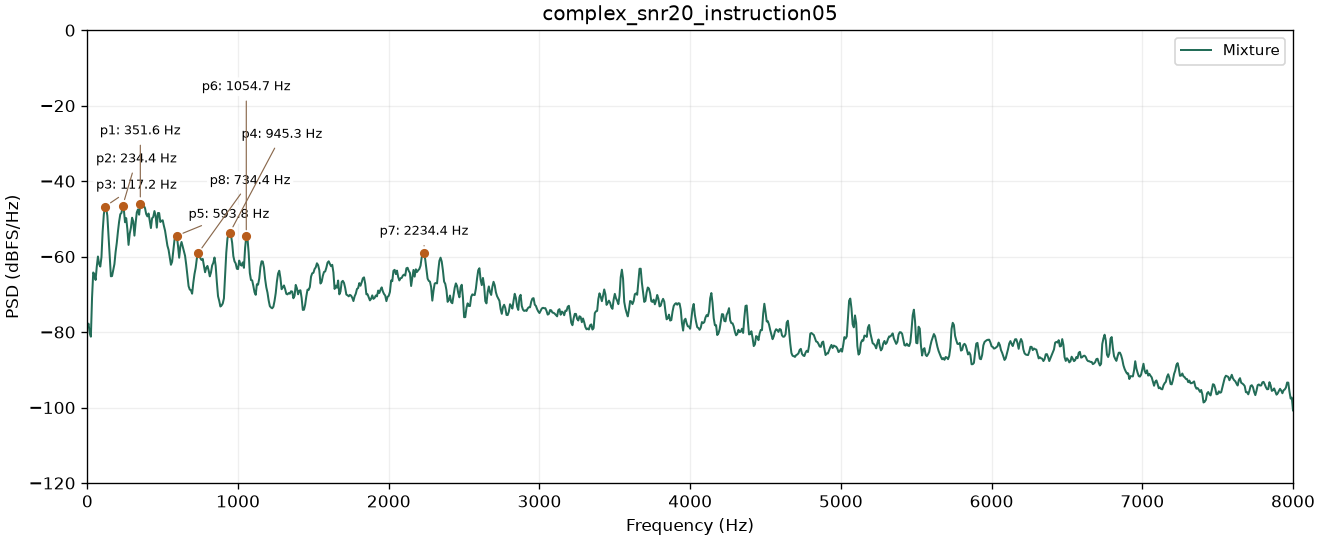 complex_snr20_instruction05
Mixture
p6: 1054.7 Hz
p1: 351.6 Hz
p4: 945.3 Hz
p2: 234.4 Hz
p3: 117.2 Hz
p8: 734.4 Hz
p5: 593.8 Hz
p7: 2234.4 Hz
PSD (dBFS/Hz)
0
−20
−40
−60
−80
−100
−120
0 1000 2000 3000 4000 5000 6000 7000 8000
Frequency (Hz)